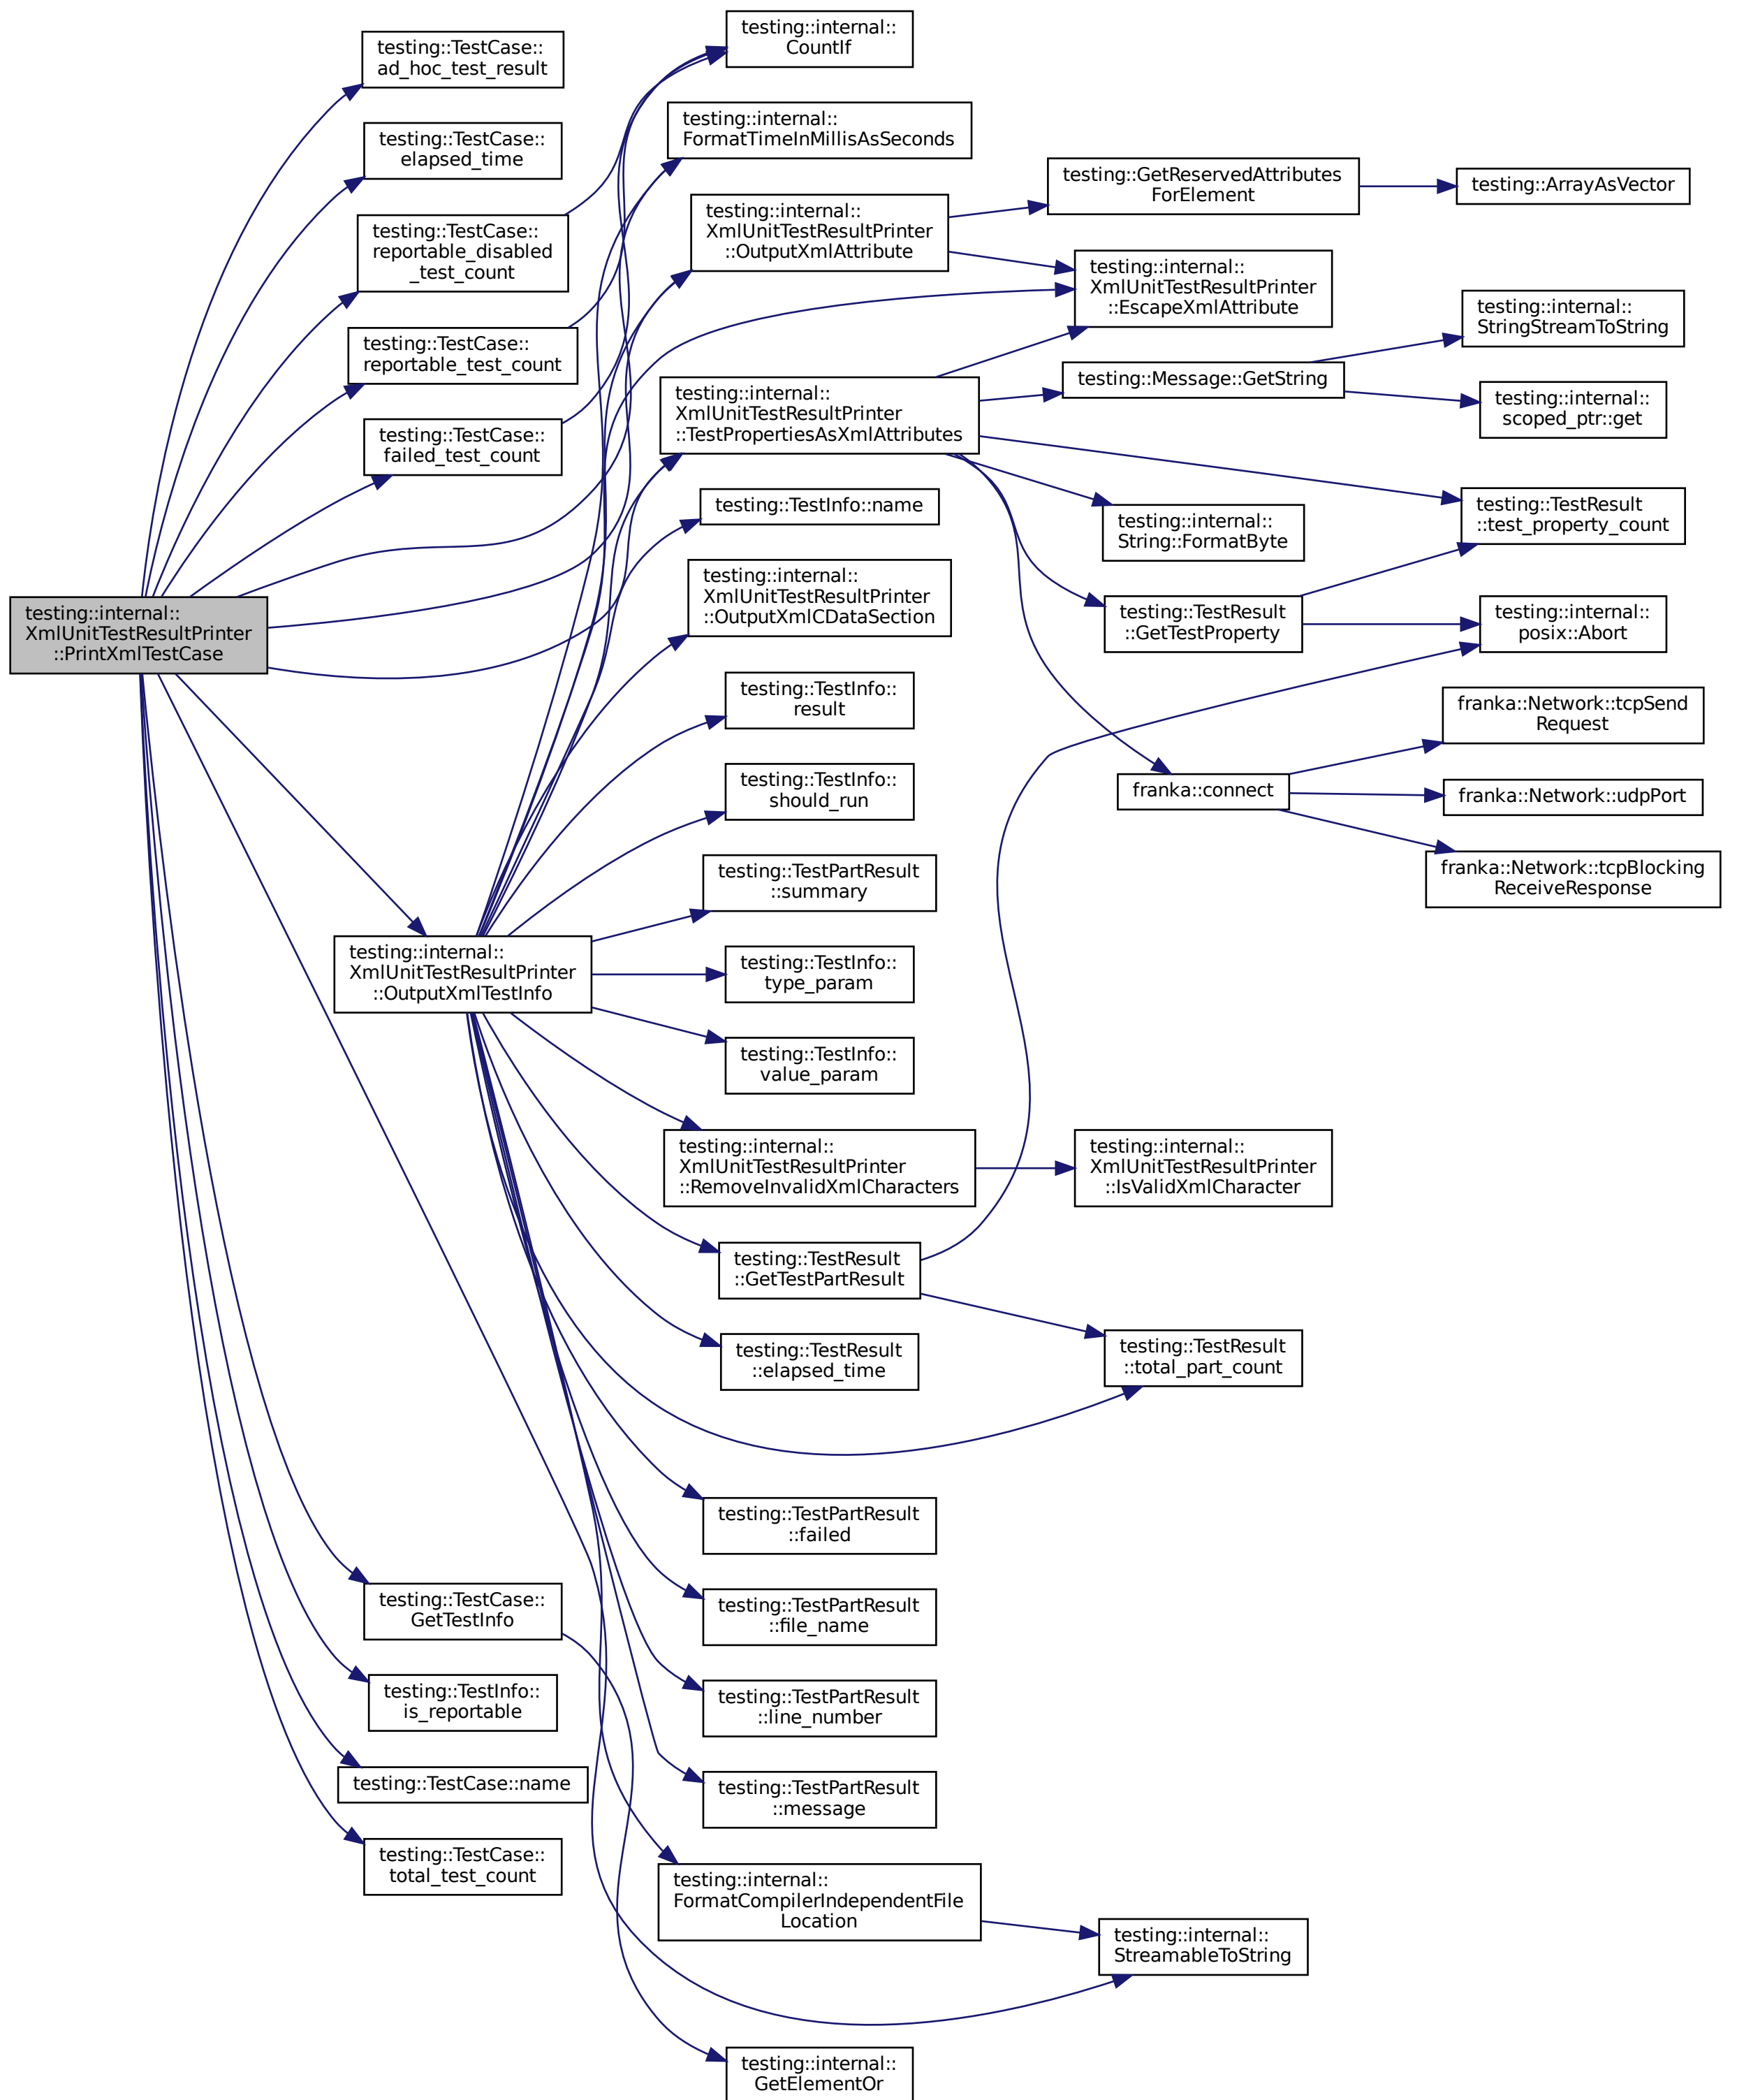 testing::internal::
XmlUnitTestResultPrinter
::PrintXmlTestCase
testing::TestCase::
ad_hoc_test_result
testing::TestCase::
elapsed_time
testing::TestCase::
reportable_disabled
_test_count
testing::TestCase::
reportable_test_count
testing::TestCase::
failed_test_count
testing::internal::
XmlUnitTestResultPrinter
::OutputXmlTestInfo
testing::TestCase::
GetTestInfo
testing::TestInfo::
is_reportable
testing::TestCase::name
testing::TestCase::
total_test_count
testing::internal::
CountIf
testing::internal::
FormatTimeInMillisAsSeconds
testing::internal::
XmlUnitTestResultPrinter
::OutputXmlAttribute
testing::internal::
XmlUnitTestResultPrinter
::TestPropertiesAsXmlAttributes
testing::TestInfo::name
testing::internal::
XmlUnitTestResultPrinter
::OutputXmlCDataSection
testing::TestInfo::
result
testing::TestInfo::
should_run
testing::TestPartResult
::summary
testing::TestInfo::
type_param
testing::TestInfo::
value_param
testing::internal::
XmlUnitTestResultPrinter
::RemoveInvalidXmlCharacters
testing::TestResult
::GetTestPartResult
testing::TestResult
::elapsed_time
testing::TestPartResult
::failed
testing::TestPartResult
::file_name
testing::TestPartResult
::line_number
testing::TestPartResult
::message
testing::internal::
FormatCompilerIndependentFile
Location
testing::internal::
GetElementOr
testing::GetReservedAttributes
ForElement
testing::internal::
XmlUnitTestResultPrinter
::EscapeXmlAttribute
testing::Message::GetString
testing::internal::
String::FormatByte
testing::TestResult
::GetTestProperty
franka::connect
testing::internal::
XmlUnitTestResultPrinter
::IsValidXmlCharacter
testing::TestResult
::total_part_count
testing::internal::
StreamableToString
testing::ArrayAsVector
testing::internal::
StringStreamToString
testing::internal::
scoped_ptr::get
testing::TestResult
::test_property_count
testing::internal::
posix::Abort
franka::Network::tcpSend
Request
franka::Network::udpPort
franka::Network::tcpBlocking
ReceiveResponse